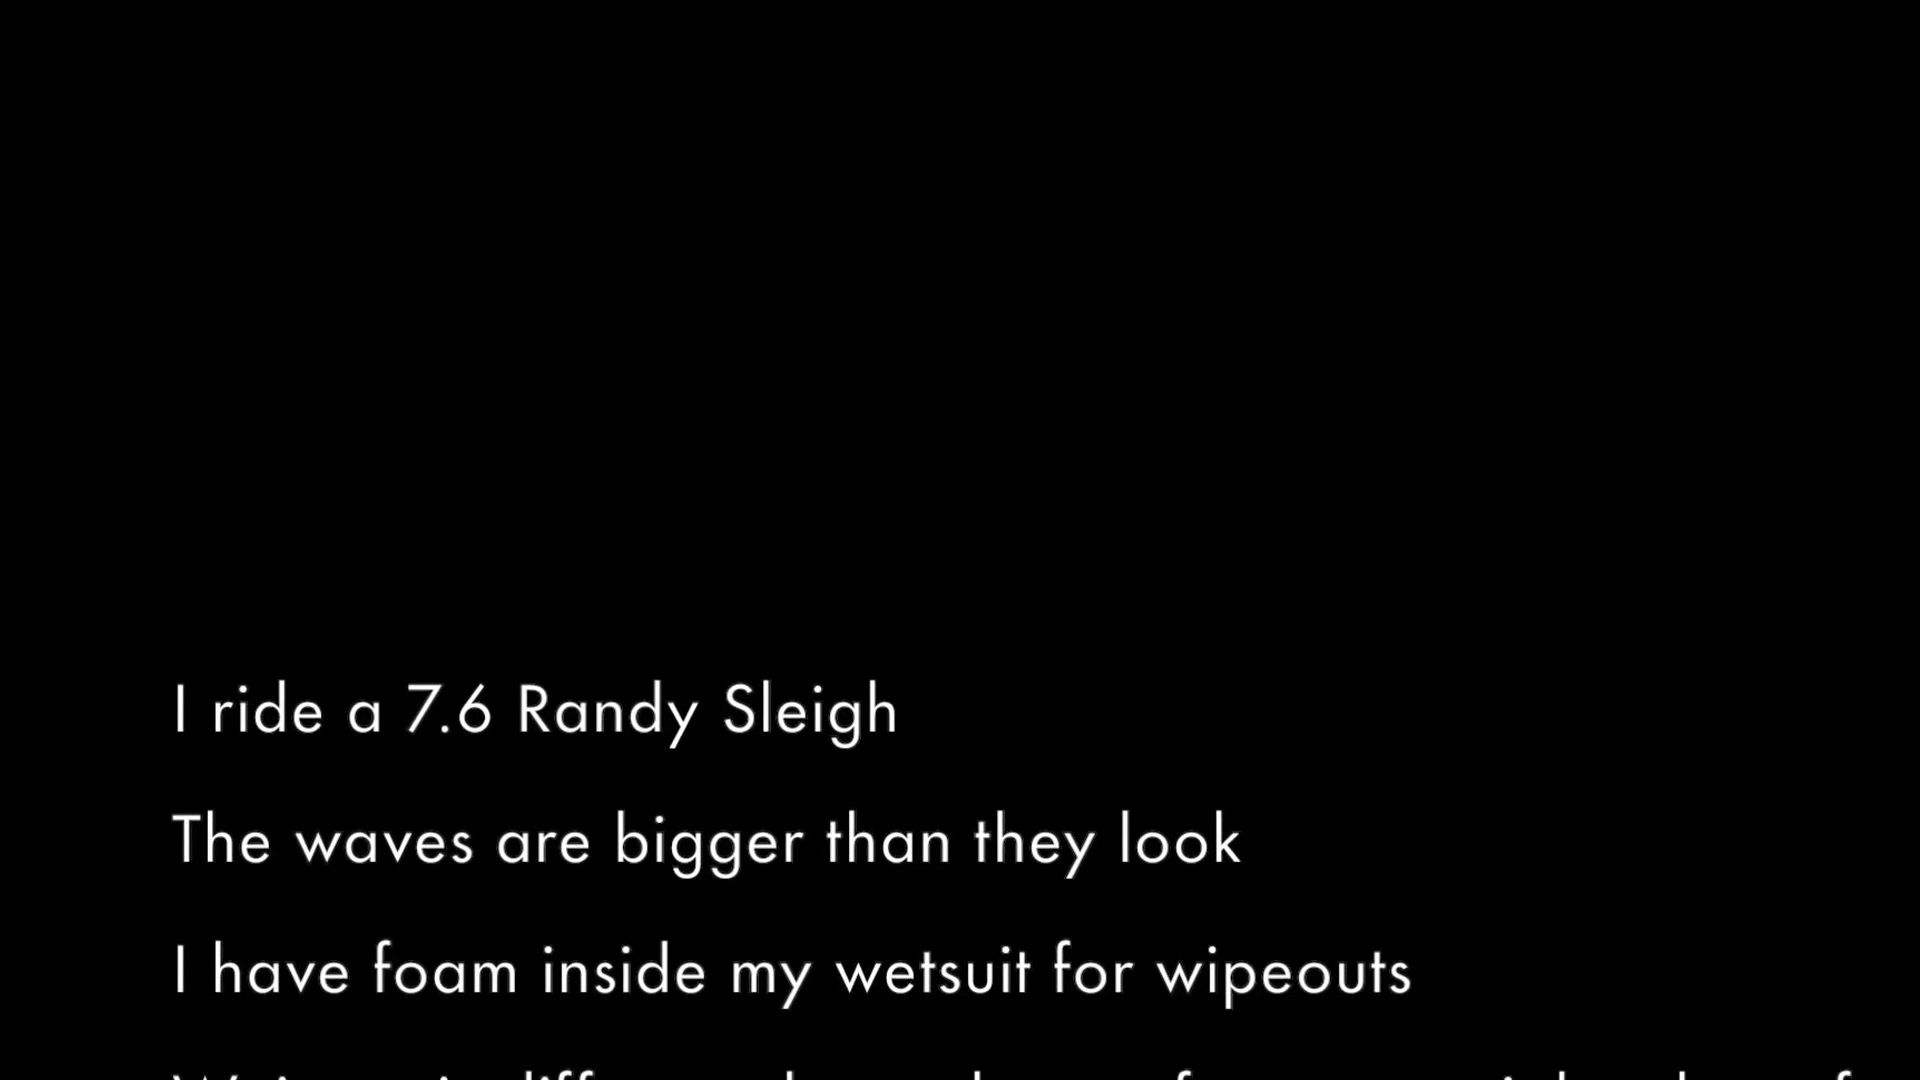 I ride a 7.6 Randy Sleigh
The waves are bigger than they look
I have foam inside my wetsuit for wipeouts